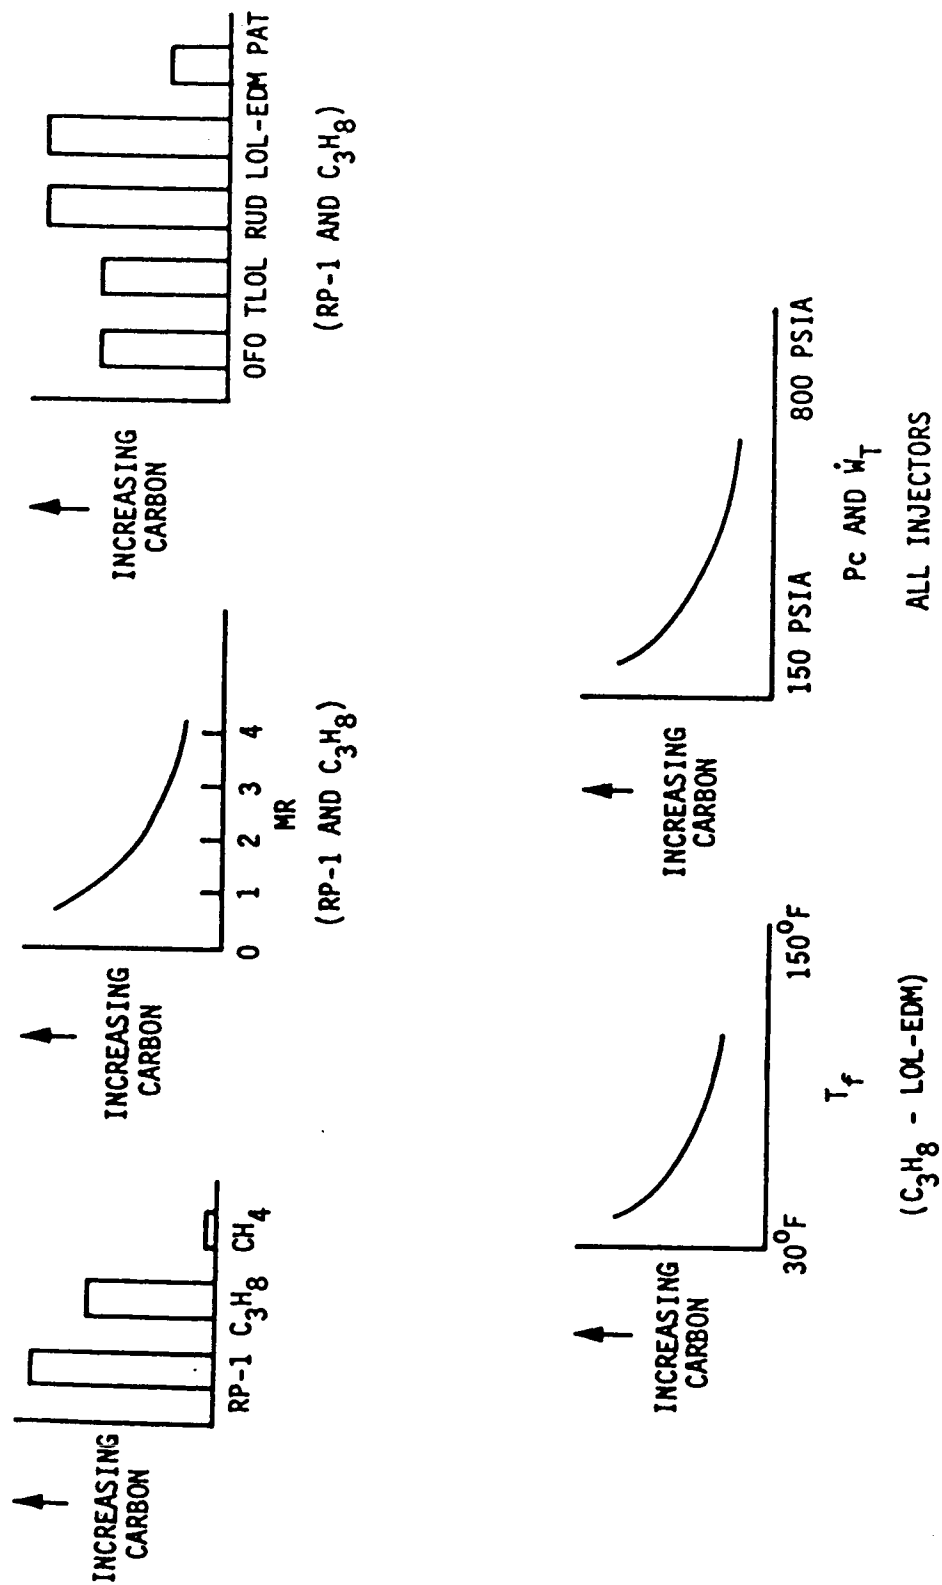 INCREASING
CARBON
RP-1 C3H8 CH4
INCREASING
CARBON
0 1 2 3 4
MR
(RP-1 AND C3H8)
INCREASING
CARBON
OFO TLOL RUD LOL-EDM PAT
(RP-1 AND C3H8)
INCREASING
CARBON
30°F 150°F
Tf
(C3H8 - LOL-EDM)
INCREASING
CARBON
150 PSIA 800 PSIA
Pc AND ẆT
ALL INJECTORS